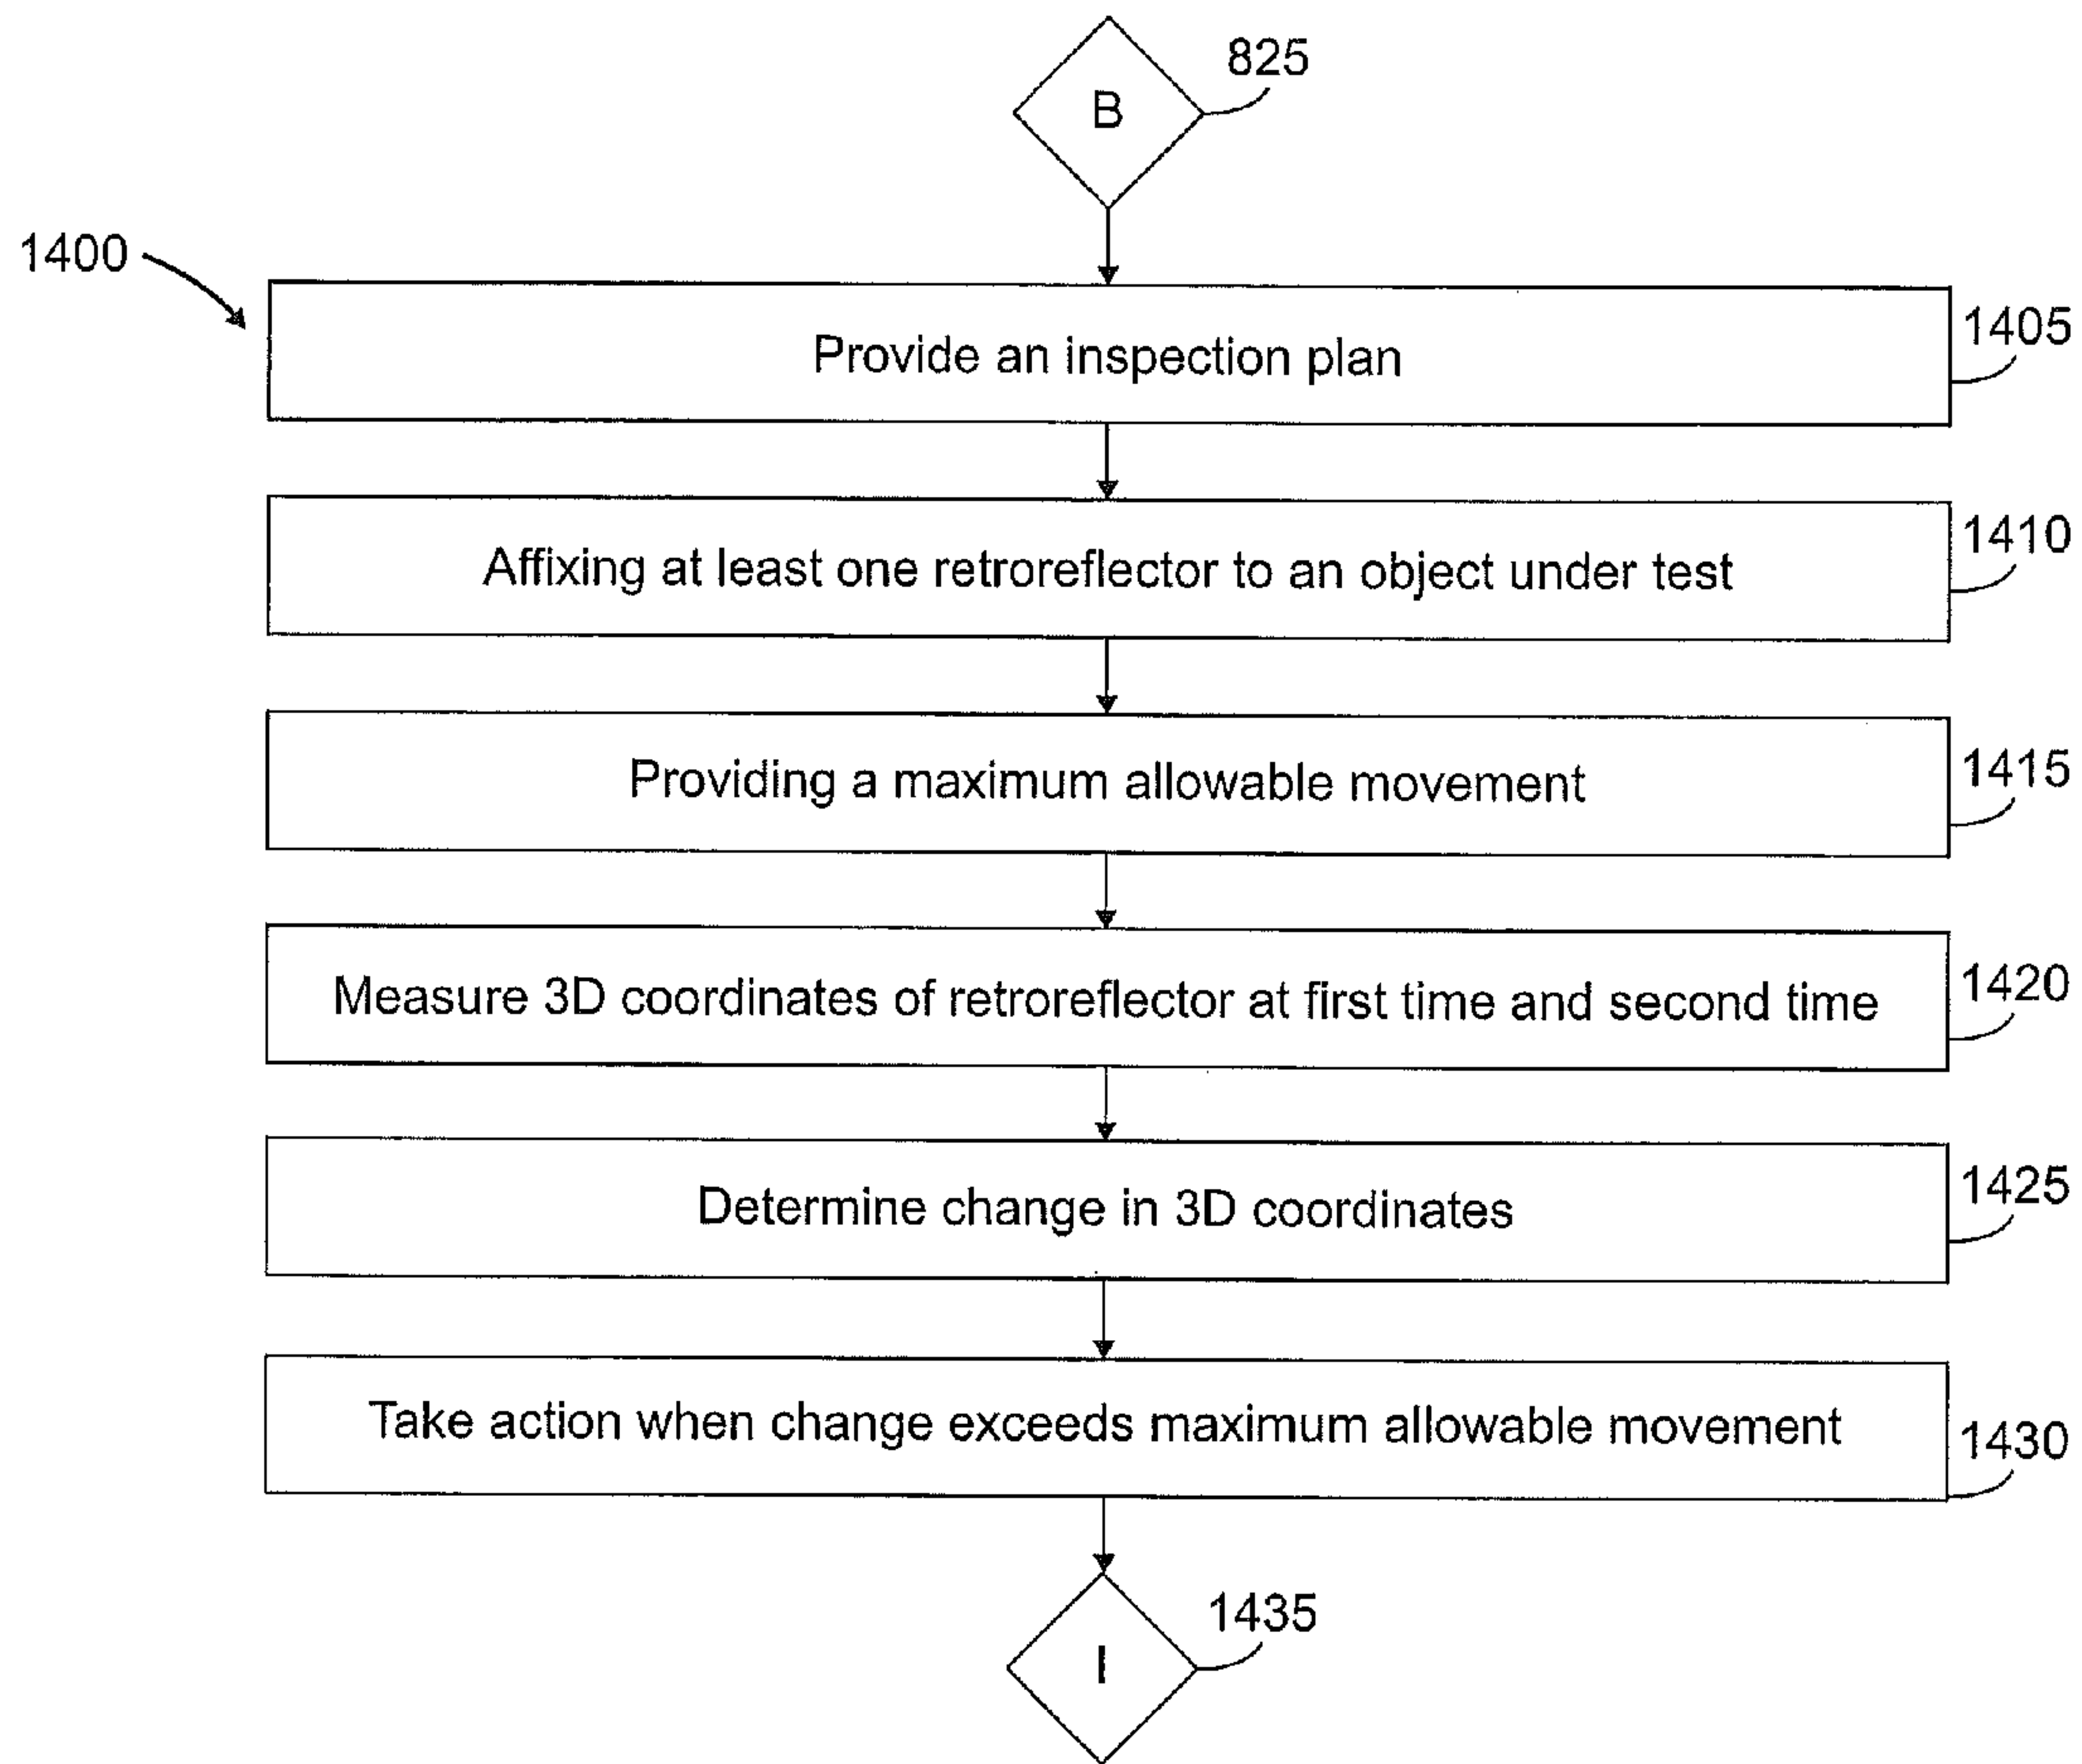 B
825
1400
Provide an inspection plan
1405
Affixing at least one retroreflector to an object under test
1410
Providing a maximum allowable movement
1415
Measure 3D coordinates of retroreflector at first time and second time
1420
Determine change in 3D coordinates
1425
Take action when change exceeds maximum allowable movement
1430
I
1435